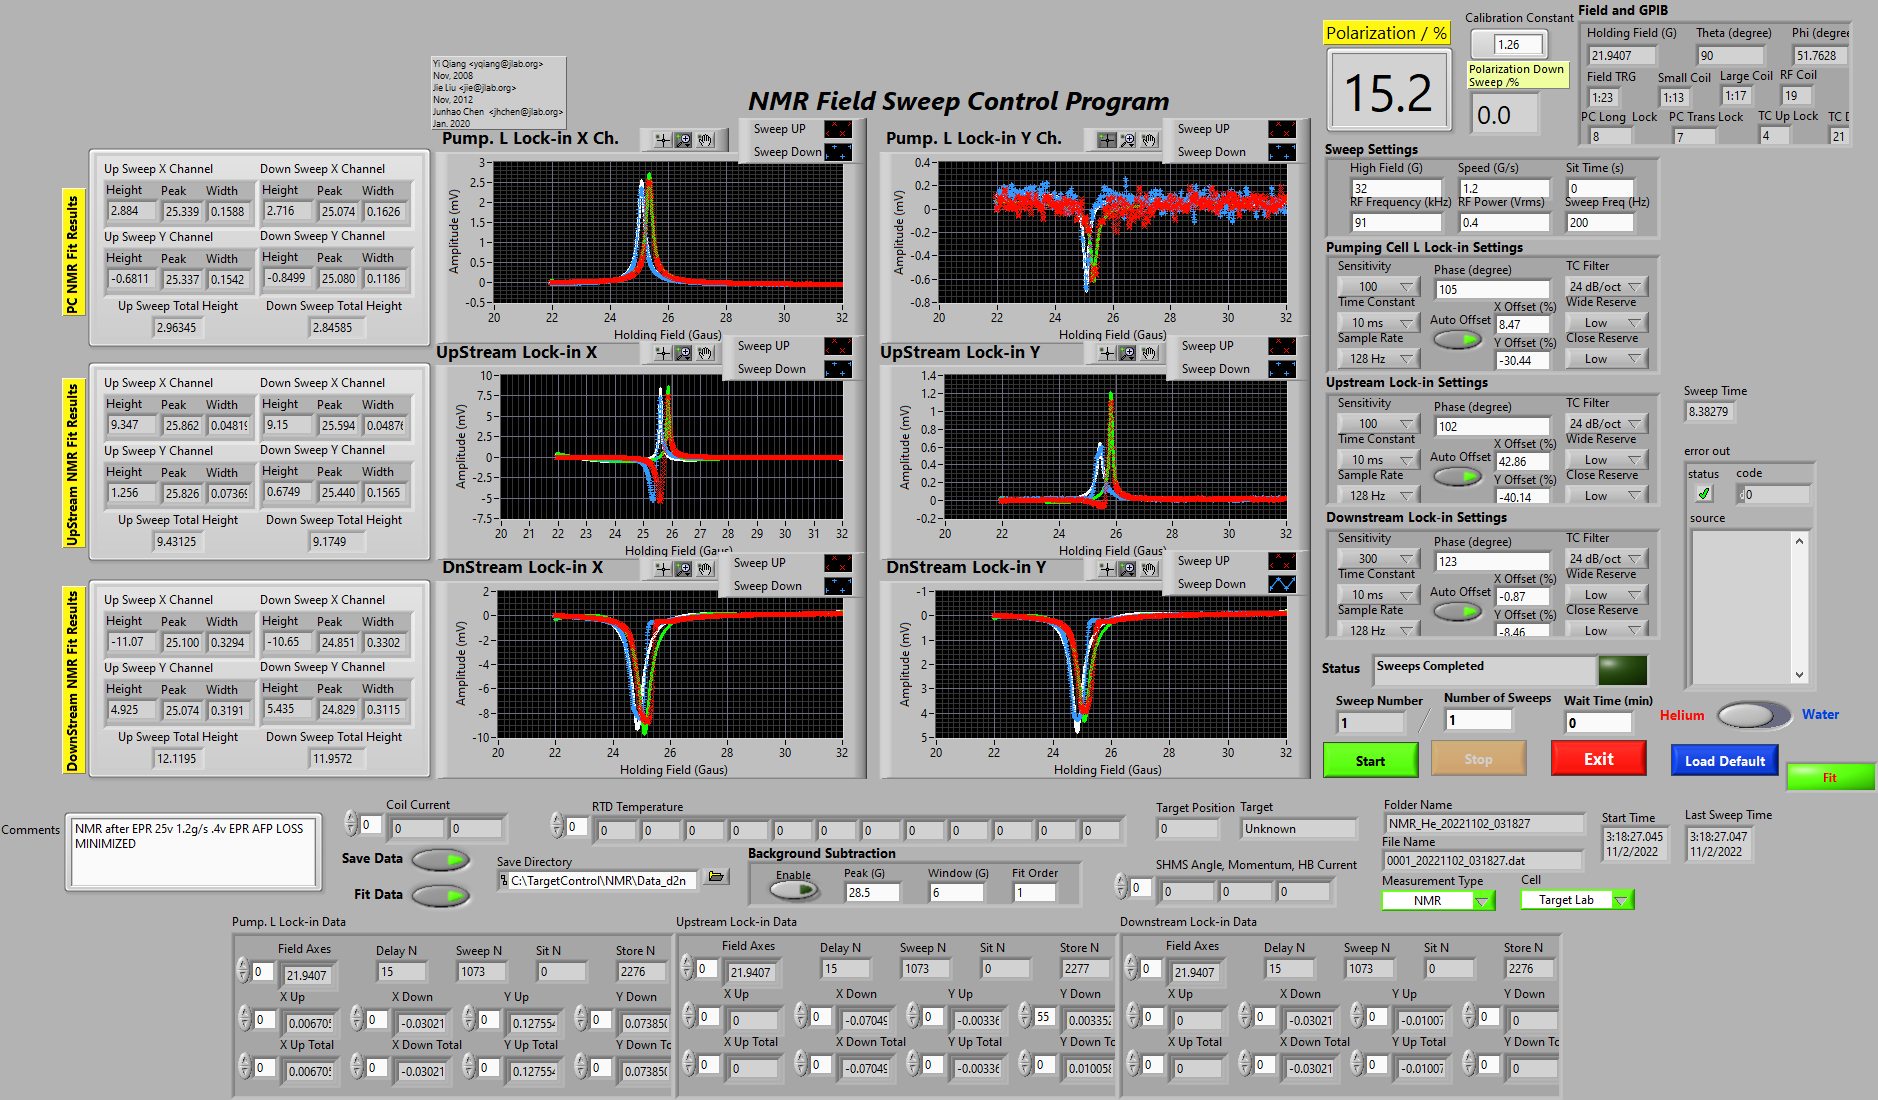 Yi Qiang <yqiang@jlab.org>
Nov, 2008
Jie Liu <jie@jlab.org>
Nov, 2012
Junhao Chen <jhchen@jlab.org>
Jan. 2020
NMR Field Sweep Control Program
Polarization / %
15.2
Calibration Constant
1.26
Polarization Down
Sweep /%
0.0
Field and GPIB
Holding Field (G) Theta (degree) Phi (degree
21.9407 90 51.7628
Field TRG Small Coil Large Coil RF Coil
1:23 1:13 1:17 19
PC Long Lock PC Trans Lock TC Up Lock TC D
8 7 4 21
PC NMR Fit Results
Up Sweep X Channel Down Sweep X Channel
Height Peak Width Height Peak Width
2.884 25.339 0.1588 2.716 25.074 0.1626
Up Sweep Y Channel Down Sweep Y Channel
Height Peak Width Height Peak Width
-0.6811 25.337 0.1542 -0.8499 25.080 0.1186
Up Sweep Total Height Down Sweep Total Height
2.96345 2.84585
Pump. L Lock-in X Ch.
Sweep UP
Sweep Down
Amplitude (mV)
3-
2.5-
2-
1.5-
1-
0.5-
0-
-0.5-
20 22 24 26 28 30 32
Holding Field (Gaus)
Pump. L Lock-in Y Ch.
Sweep UP
Sweep Down
Amplitude (mV)
0.4-
0.2-
0-
-0.2-
-0.4-
-0.6-
-0.8-
20 22 24 26 28 30 32
Holding Field (Gaus)
UpStream NMR Fit Results
Up Sweep X Channel Down Sweep X Channel
Height Peak Width Height Peak Width
9.347 25.862 0.04819 9.15 25.594 0.04876
Up Sweep Y Channel Down Sweep Y Channel
Height Peak Width Height Peak Width
1.256 25.826 0.07369 0.6749 25.440 0.1565
Up Sweep Total Height Down Sweep Total Height
9.43125 9.1749
UpStream Lock-in X
Sweep UP
Sweep Down
Amplitude (mV)
10-
7.5-
5-
2.5-
0-
-2.5-
-5-
-7.5-
20 21 22 23 24 25 26 27 28 29 30 31 32
Holding Field (Gaus)
UpStream Lock-in Y
Sweep UP
Sweep Down
Amplitude (mV)
1.4-
1.2-
1-
0.8-
0.6-
0.4-
0.2-
0-
-0.2-
20 22 24 26 28 30 32
Holding Field (Gaus)
DownStream NMR Fit Results
Up Sweep X Channel Down Sweep X Channel
Height Peak Width Height Peak Width
-11.07 25.100 0.3294 -10.65 24.851 0.3302
Up Sweep Y Channel Down Sweep Y Channel
Height Peak Width Height Peak Width
4.925 25.074 0.3191 5.435 24.829 0.3115
Up Sweep Total Height Down Sweep Total Height
12.1195 11.9572
DnStream Lock-in X
Sweep UP
Sweep Down
Amplitude (mV)
2-
0-
-2-
-4-
-6-
-8-
-10-
20 22 24 26 28 30 32
Holding Field (Gaus)
DnStream Lock-in Y
Sweep UP
Sweep Down
Amplitude (mV)
-1-
0-
1-
2-
3-
4-
5-
20 22 24 26 28 30 32
Holding Field (Gaus)
Sweep Settings
High Field (G) Speed (G/s) Sit Time (s)
32 1.2 0
RF Frequency (kHz) RF Power (Vrms) Sweep Freq (Hz)
91 0.4 200
Pumping Cell L Lock-in Settings
Sensitivity Phase (degree) TC Filter
100 105 24 dB/oct
Time Constant X Offset (%) Wide Reserve
10 ms Auto Offset 8.47 Low
Sample Rate Y Offset (%) Close Reserve
128 Hz -30.44 Low
Upstream Lock-in Settings
Sensitivity Phase (degree) TC Filter
100 102 24 dB/oct
Time Constant X Offset (%) Wide Reserve
10 ms Auto Offset 42.86 Low
Sample Rate Y Offset (%) Close Reserve
128 Hz -40.14 Low
Downstream Lock-in Settings
Sensitivity Phase (degree) TC Filter
300 123 24 dB/oct
Time Constant X Offset (%) Wide Reserve
10 ms Auto Offset -0.87 Low
Sample Rate Y Offset (%) Close Reserve
128 Hz -8.46 Low
Sweep Time
8.38279
error out
status code
0
source
Status Sweeps Completed
Sweep Number Number of Sweeps Wait Time (min)
1 / 1 0
Helium Water
Start Stop Exit Load Default
Fit
Comments
NMR after EPR 25v 1.2g/s .4v EPR AFP LOSS
MINIMIZED
Coil Current
0 0 0
Save Data
Fit Data
RTD Temperature
0 0 0 0 0 0 0 0 0 0 0 0 0
Save Directory
C:\TargetControl\NMR\Data_d2n
Background Subtraction
Enable Peak (G) Window (G) Fit Order
28.5 6 1
Target Position Target
0 Unknown
SHMS Angle, Momentum, HB Current
0 0 0 0
Folder Name
NMR_He_20221102_031827
File Name
0001_20221102_031827.dat
Measurement Type Cell
NMR Target Lab
Start Time
3:18:27.045
11/2/2022
Last Sweep Time
3:18:27.047
11/2/2022
Pump. L Lock-in Data
Field Axes Delay N Sweep N Sit N Store N
0 21.9407 15 1073 0 2276
X Up X Down Y Up Y Down
0 0.006705 0 -0.03021 0 0.127554 0 0.073850
X Up Total X Down Total Y Up Total Y Down To
0 0.006705 0 -0.03021 0 0.127554 0 0.073850
Upstream Lock-in Data
Field Axes Delay N Sweep N Sit N Store N
0 21.9407 15 1073 0 2277
X Up X Down Y Up Y Down
0 0 0 -0.07049 0 -0.00336 55 0.003352
X Up Total X Down Total Y Up Total Y Down To
0 0 0 -0.07049 0 -0.00336 0 0.010058
Downstream Lock-in Data
Field Axes Delay N Sweep N Sit N Store N
0 21.9407 15 1073 0 2276
X Up X Down Y Up Y Down
0 0 0 -0.03021 0 -0.01007 0 0
X Up Total X Down Total Y Up Total Y Down To
0 0 0 -0.03021 0 -0.01007 0 0